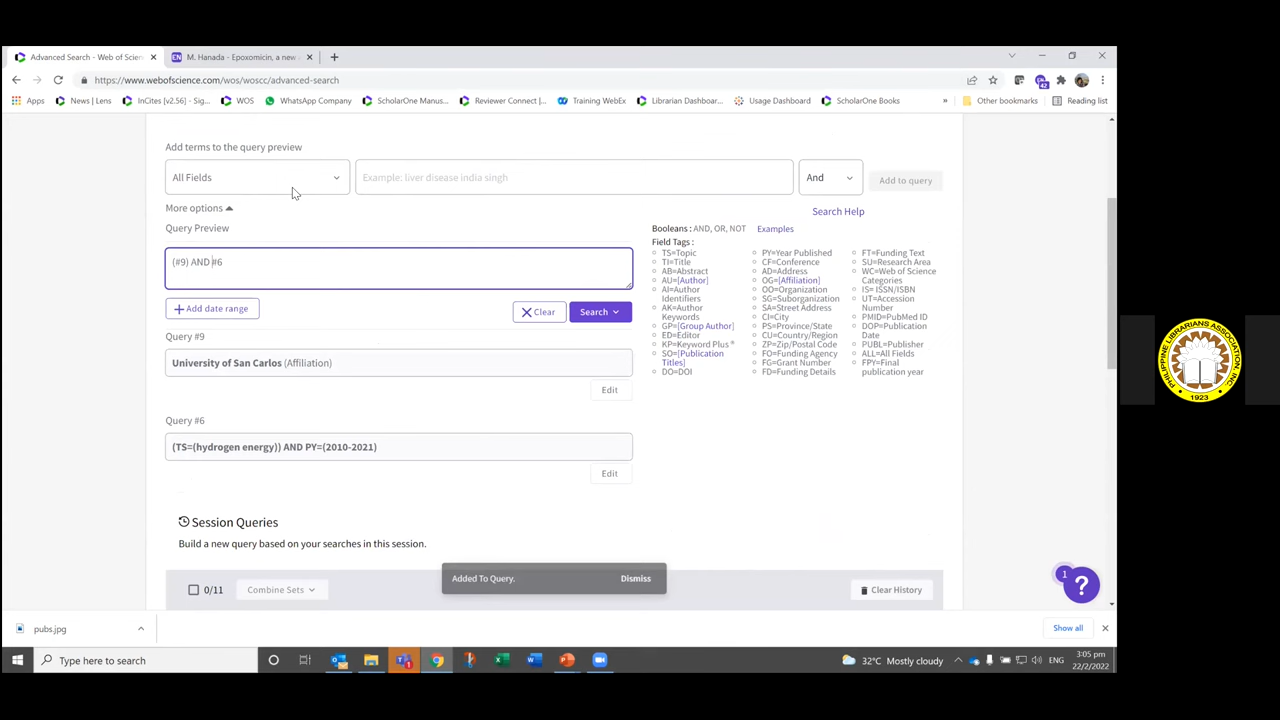 Advanced Search - Web of Scien
M. Hanada - Epoxomicin, a new
https://www.webofscience.com/wos/woscc/advanced-search
Apps
News | Lens
InCites [v2.56] - Sig...
WOS
WhatsApp Company
ScholarOne Manus...
Reviewer Connect |...
Training WebEx
Librarian Dashboar...
Usage Dashboard
ScholarOne Books
»
Other bookmarks
Reading list
42
Add terms to the query preview
All Fields
Example: liver disease india singh
And
Add to query
More options
Search Help
Query Preview
(#9) AND #6
Add date range
Clear
Search
Booleans : AND, OR, NOT Examples
Field Tags :
TS=Topic
TI=Title
AB=Abstract
AU=[Author]
AI=Author
Identifiers
AK=Author
Keywords
GP=[Group Author]
ED=Editor
KP=Keyword Plus ®
SO=[Publication
Titles]
DO=DOI
PY=Year Published
CF=Conference
AD=Address
OG=[Affiliation]
OO=Organization
SG=Suborganization
SA=Street Address
CI=City
PS=Province/State
CU=Country/Region
ZP=Zip/Postal Code
FO=Funding Agency
FG=Grant Number
FD=Funding Details
FT=Funding Text
SU=Research Area
WC=Web of Science
Categories
IS= ISSN/ISBN
UT=Accession
Number
PMID=PubMed ID
DOP=Publication
Date
PUBL=Publisher
ALL=All Fields
FPY=Final
publication year
Query #9
University of San Carlos (Affiliation)
Edit
Query #6
(TS=(hydrogen energy)) AND PY=(2010-2021)
Edit
Session Queries
Build a new query based on your searches in this session.
0/11
Combine Sets
Clear History
Added To Query.
Dismiss
1
?
pubs.jpg
Show all
Type here to search
32°C Mostly cloudy
ENG
3:05 pm
22/2/2022
PHILIPPINE LIBRARIANS ASSOCIATION, INC.
1923